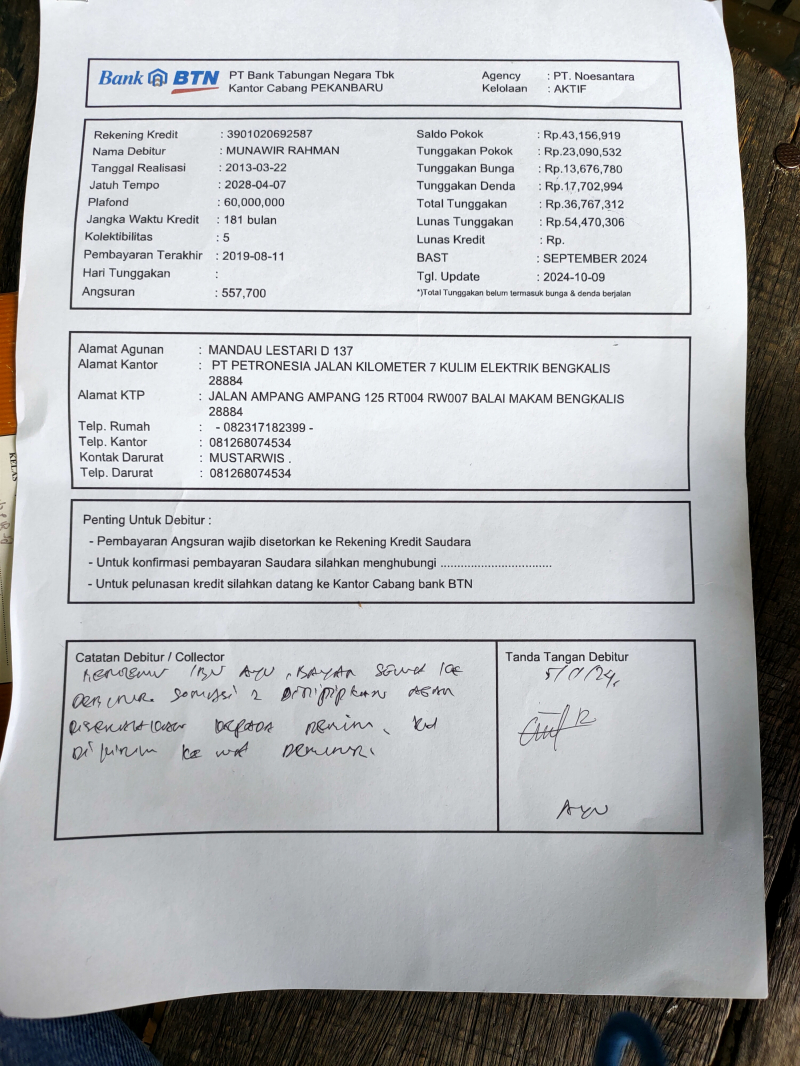 Bank BTN
PT Bank Tabungan Negara Tbk
Kantor Cabang PEKANBARU
Agency : PT. Noesantara
Kelolaan : AKTIF
Rekening Kredit : 3901020692587
Nama Debitur : MUNAWIR RAHMAN
Tanggal Realisasi : 2013-03-22
Jatuh Tempo : 2028-04-07
Plafond : 60,000,000
Jangka Waktu Kredit : 181 bulan
Kolektibilitas : 5
Pembayaran Terakhir : 2019-08-11
Hari Tunggakan :
Angsuran : 557,700
Saldo Pokok : Rp.43,156,919
Tunggakan Pokok : Rp.23,090,532
Tunggakan Bunga : Rp.13,676,780
Tunggakan Denda : Rp.17,702,994
Total Tunggakan : Rp.36,767,312
Lunas Tunggakan : Rp.54,470,306
Lunas Kredit : Rp.
BAST : SEPTEMBER 2024
Tgl. Update : 2024-10-09
*)Total Tunggakan belum termasuk bunga & denda berjalan
Alamat Agunan : MANDAU LESTARI D 137
Alamat Kantor : PT PETRONESIA JALAN KILOMETER 7 KULIM ELEKTRIK BENGKALIS
28884
Alamat KTP : JALAN AMPANG AMPANG 125 RT004 RW007 BALAI MAKAM BENGKALIS
28884
Telp. Rumah : - 082317182399 -
Telp. Kantor : 081268074534
Kontak Darurat : MUSTARWIS .
Telp. Darurat : 081268074534
Penting Untuk Debitur :
- Pembayaran Angsuran wajib disetorkan ke Rekening Kredit Saudara
- Untuk konfirmasi pembayaran Saudara silahkan menghubungi .................................
- Untuk pelunasan kredit silahkan datang ke Kantor Cabang bank BTN
Catatan Debitur / Collector
AYU
SOMASI 2 DITITIPKAN
KEPADA
KE WA
Tanda Tangan Debitur
AYU
KELAS